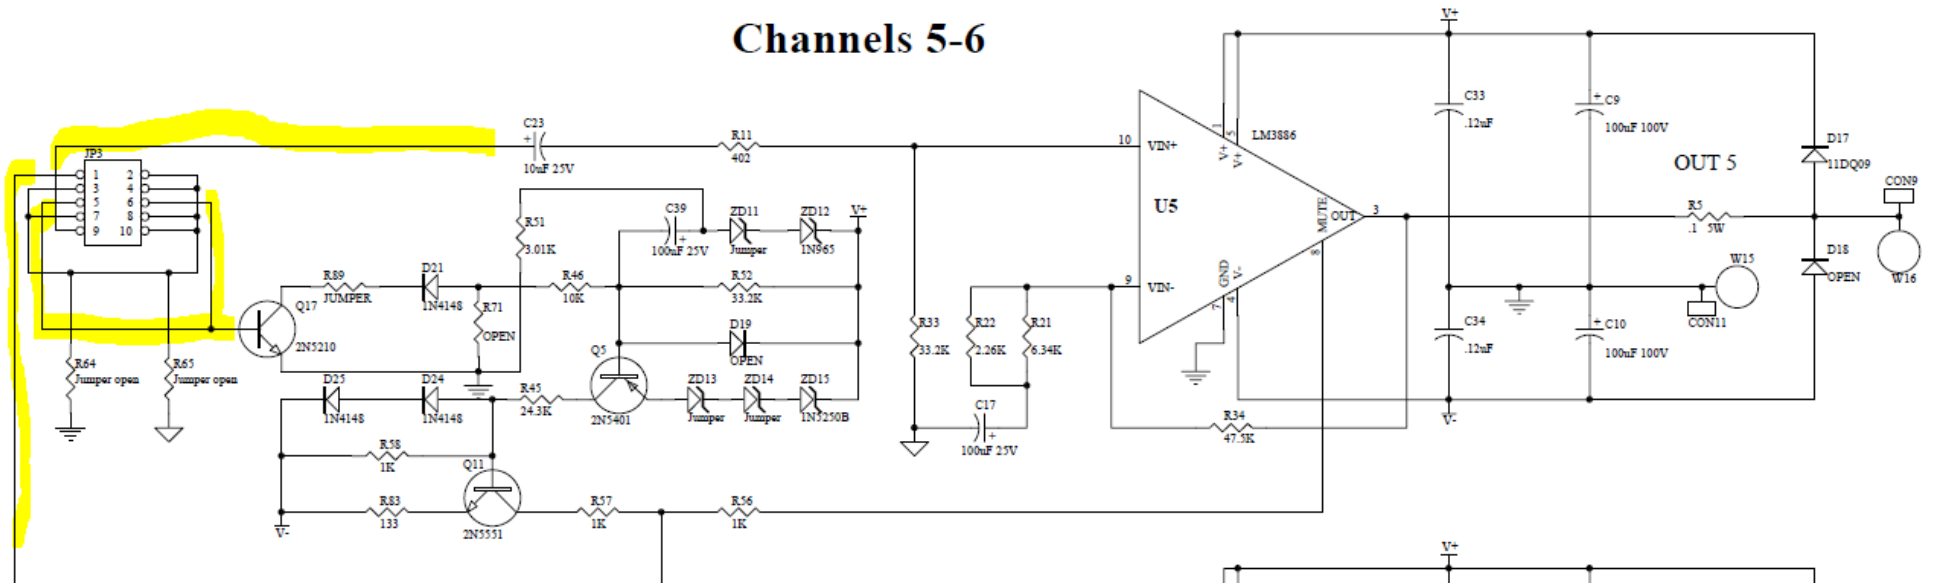 Channels 5-6
V+
C33
.12uF
C9
+
100uF 100V
D17
11DQ09
C23
+
10uF 25V
R11
402
10
VIN+
1
5
V+
V+
LM3886
OUT 5
CON9
JP3
1
2
3
4
5
6
7
8
9
10
R51
3.01K
C39
+
100uF 25V
ZD11
Jumper
ZD12
1N965
V+
U5
MUTE
OUT
3
8
R5
.1 5W
D18
OPEN
W16
W15
CON11
R89
JUMPER
D21
1N4148
R46
10K
R52
33.2K
9
VIN-
GND
V-
7
4
Q17
2N5210
R71
OPEN
D19
OPEN
R33
33.2K
R22
2.26K
R21
6.34K
C34
.12uF
C10
+
100uF 100V
R64
Jumper open
R65
Jumper open
Q5
2N5401
D25
1N4148
D24
1N4148
R45
24.3K
ZD13
Jumper
ZD14
Jumper
ZD15
1N5250B
C17
+
100uF 25V
R34
47.5K
V-
R58
1K
Q11
2N5551
R83
133
R57
1K
R56
1K
V-
V+